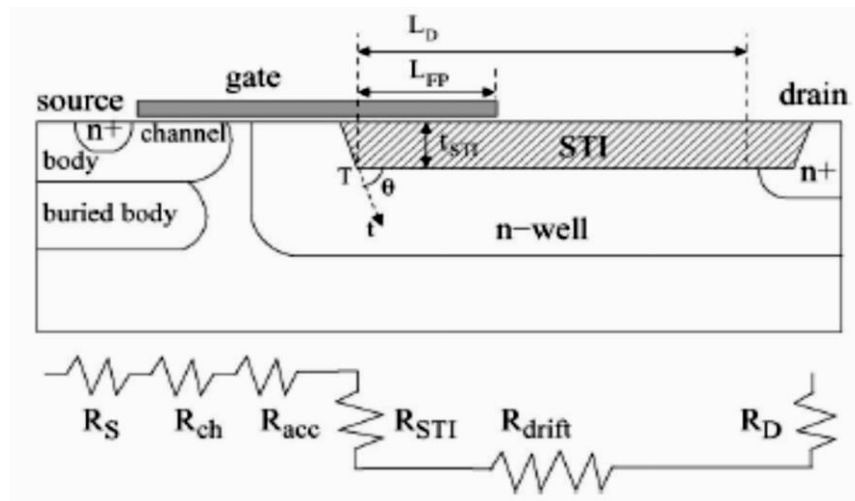 L_D
L_FP
gate
source
drain
n+
channel
t_STI
STI
body
T
θ
n+
buried body
t
n−well
R_S
R_ch
R_acc
R_STI
R_drift
R_D